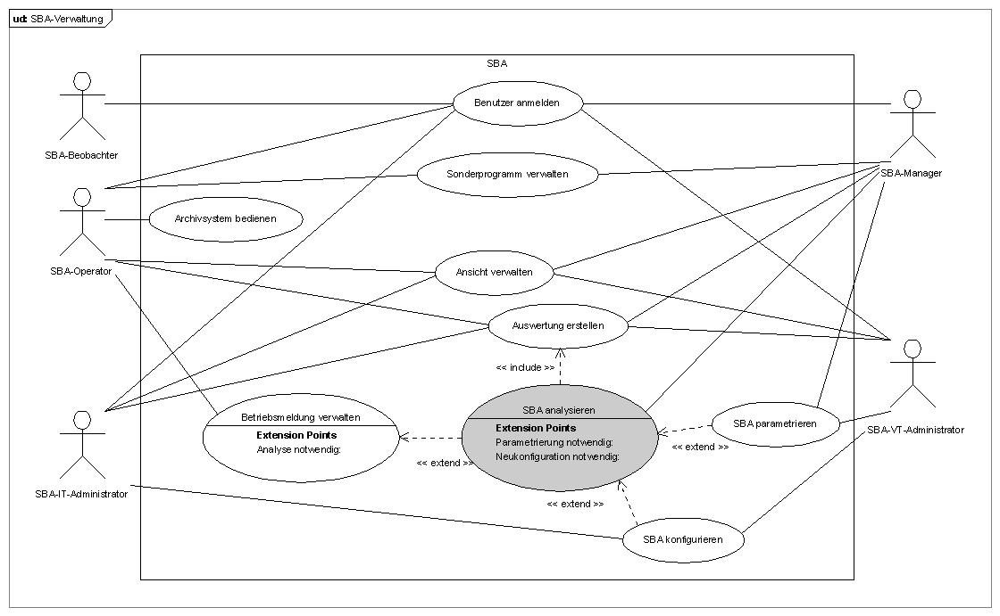 ud: SBA-Verwaltung
SBA
Benutzer anmelden
SBA-Beobachter
SBA-Manager
Sonderprogramm verwalten
Archivsystem bedienen
SBA-Operator
Ansicht verwalten
Auswertung erstellen
<< include >>
SBA analysieren
Extension Points
Parametrierung notwendig:
Neukonfiguration notwendig:
Betriebsmeldung verwalten
Extension Points
Analyse notwendig:
<< extend >>
SBA parametrieren
<< extend >>
SBA-VT-Administrator
SBA-IT-Administrator
<< extend >>
SBA konfigurieren